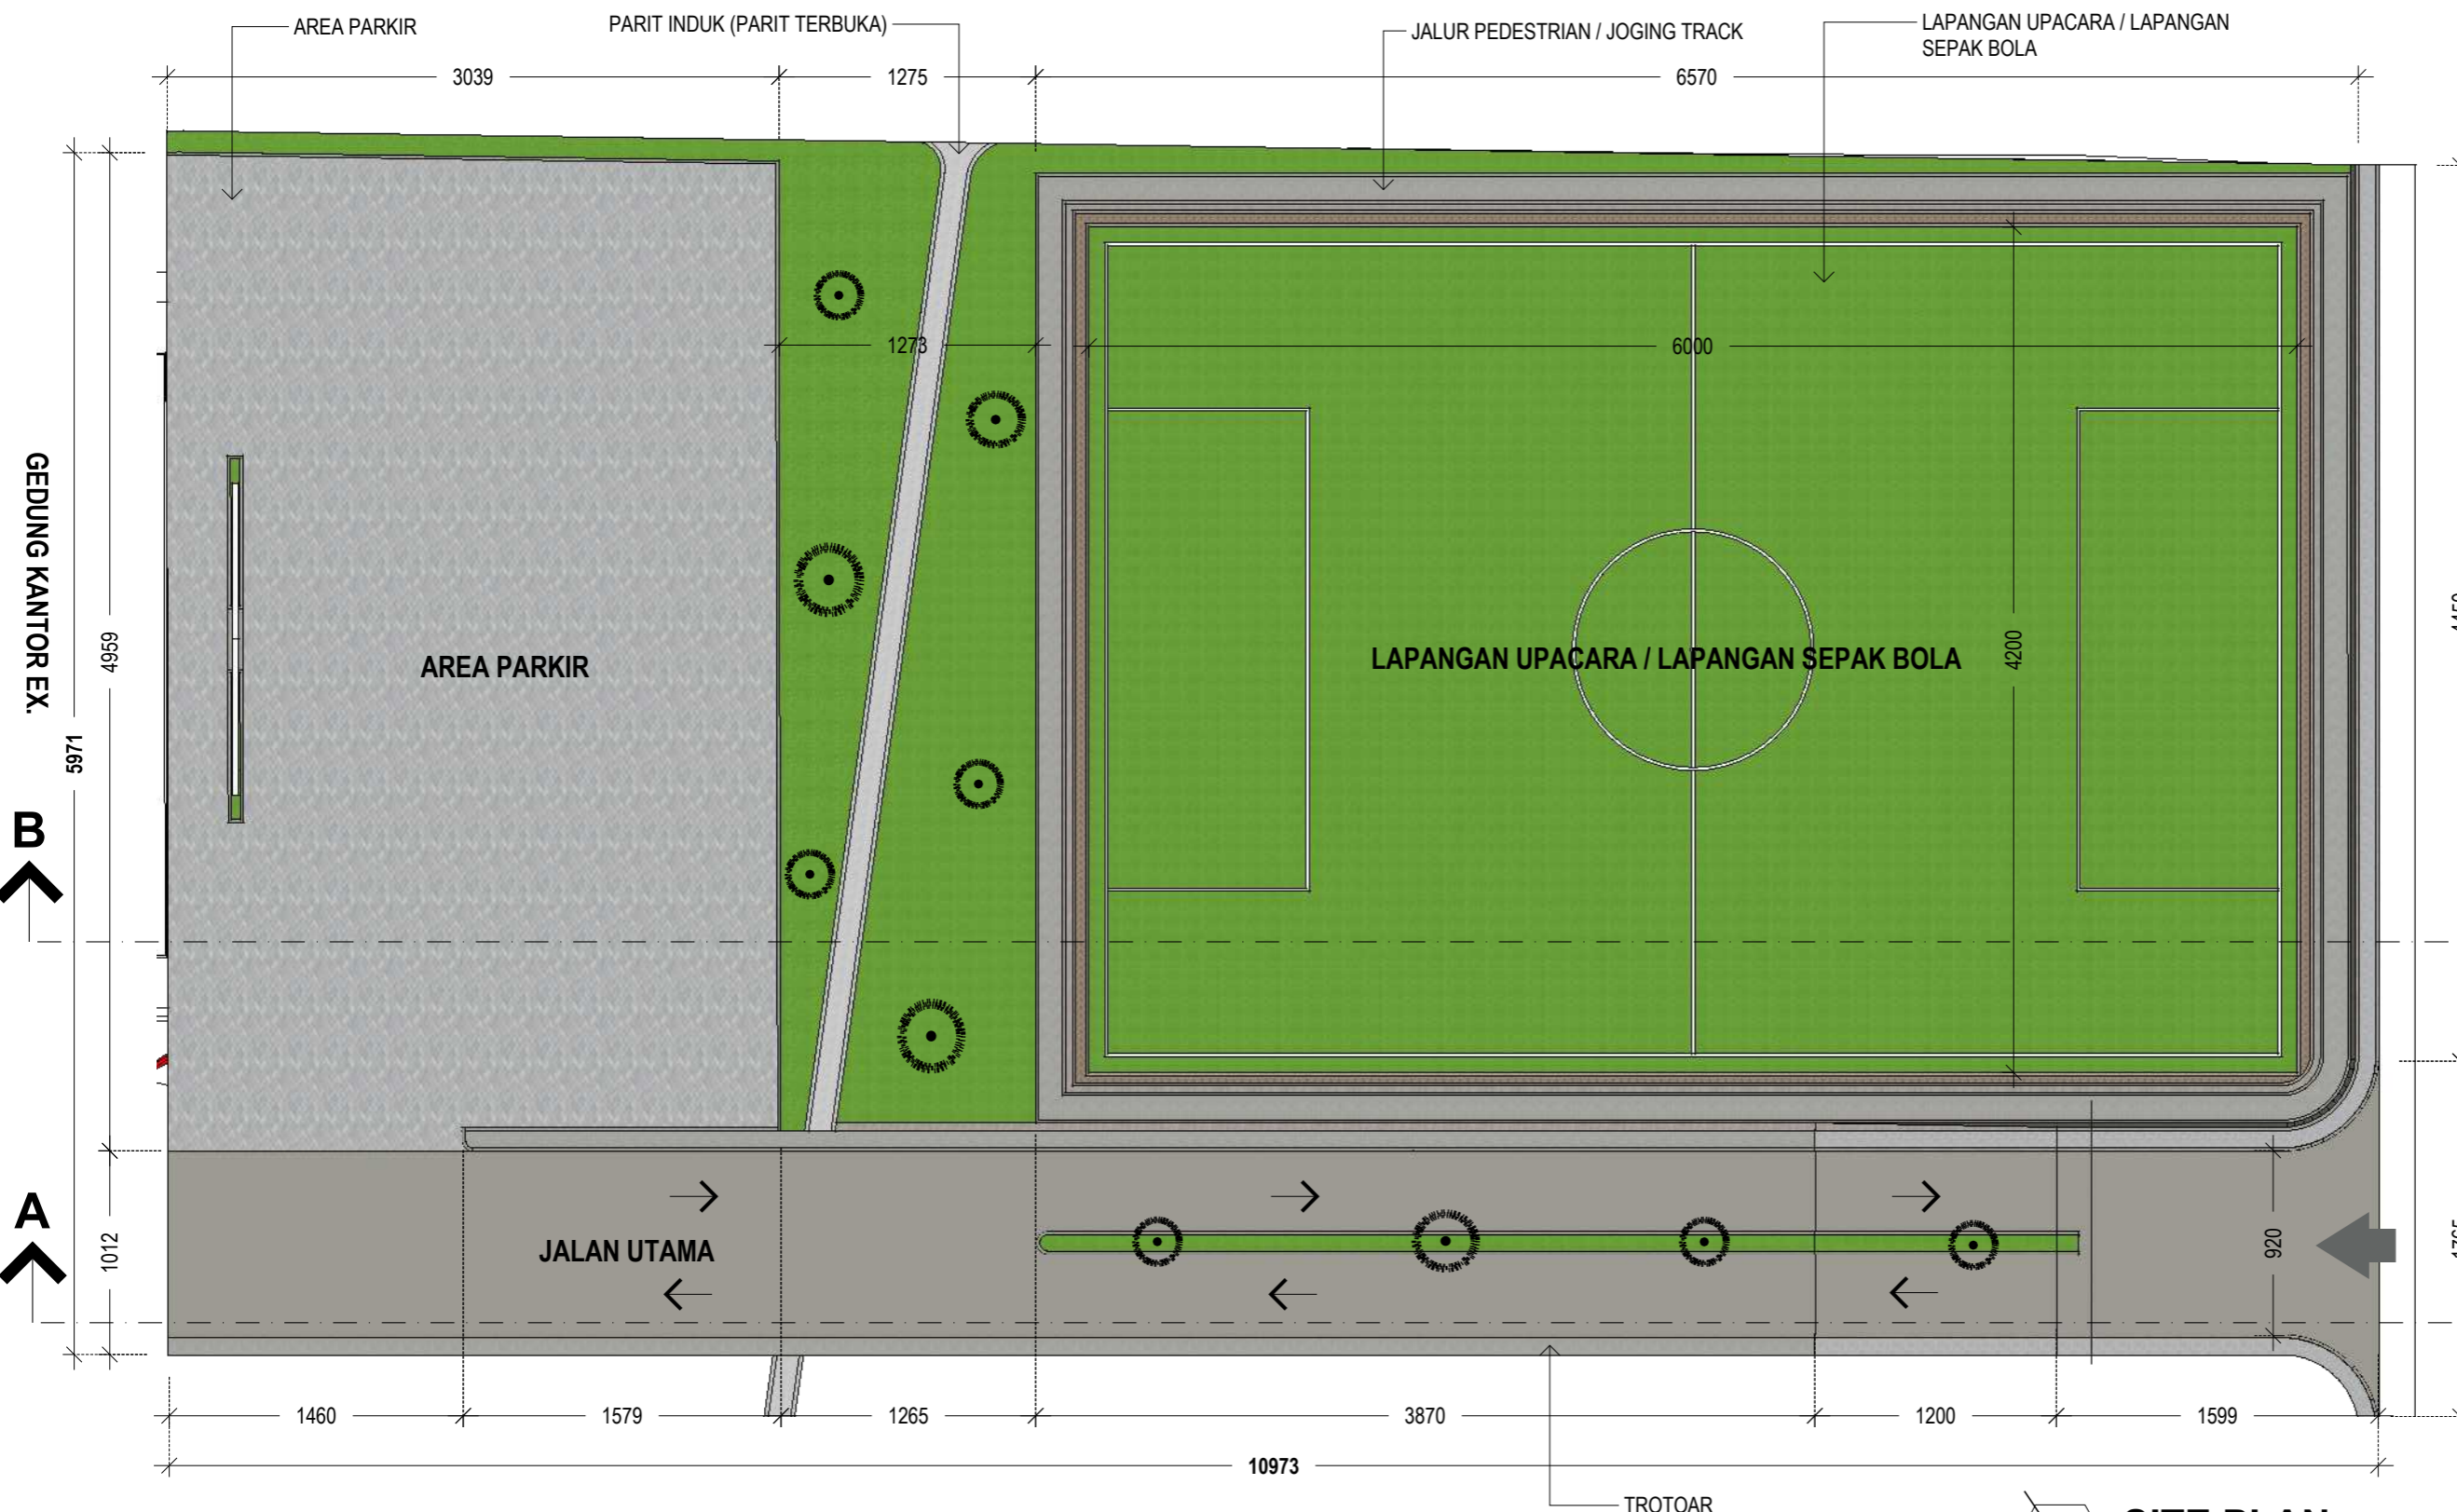 AREA PARKIR
PARIT INDUK (PARIT TERBUKA)
JALUR PEDESTRIAN / JOGING TRACK
LAPANGAN UPACARA / LAPANGAN
SEPAK BOLA
3039
1275
6570
1273
6000
GEDUNG KANTOR EX.
5971
4959
AREA PARKIR
LAPANGAN UPACARA / LAPANGAN SEPAK BOLA
4200
B
A
1012
JALAN UTAMA
920
1460
1579
1265
3870
1200
1599
10973
TROTOAR